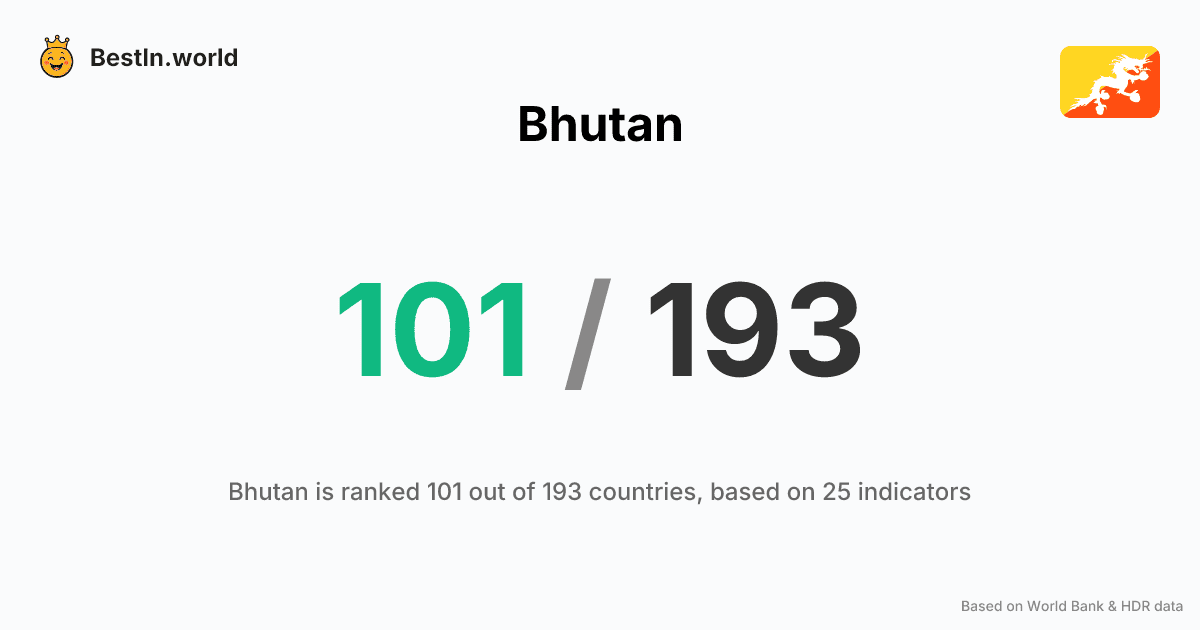 BestIn.world
Bhutan
101 / 193
Bhutan is ranked 101 out of 193 countries, based on 25 indicators
Based on World Bank & HDR data